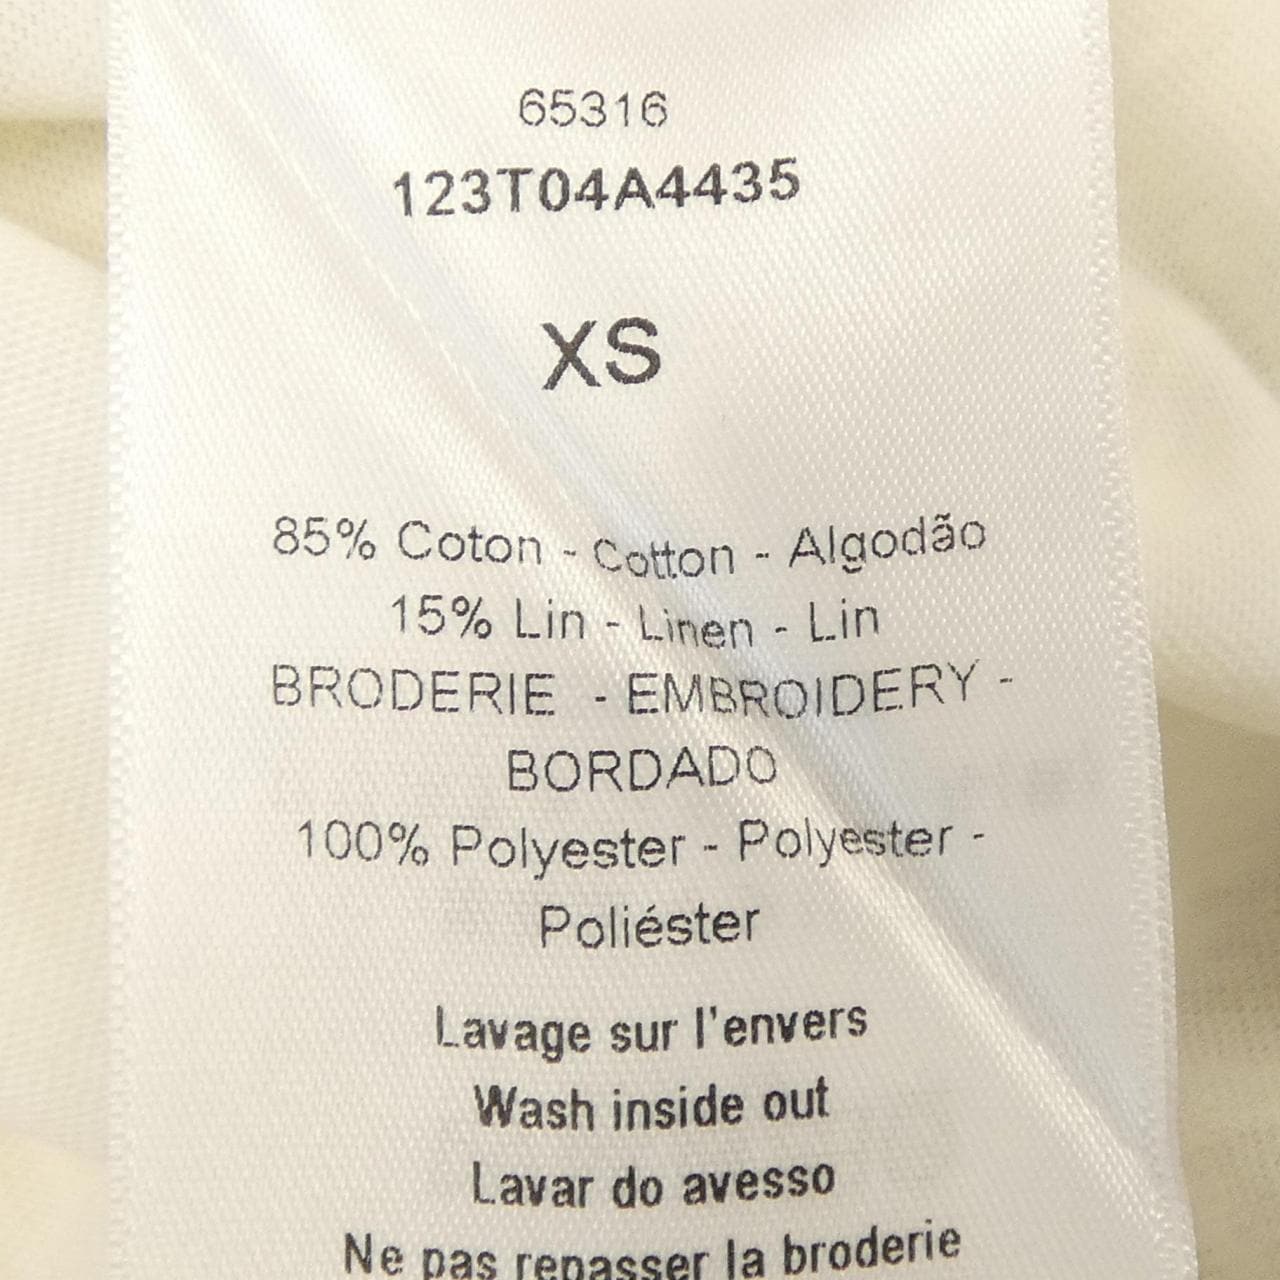 65316
123T04A4435
XS
85% Coton - Cotton - Algodão
15% Lin - Linen - Lin
BRODERIE - EMBROIDERY -
BORDADO
100% Polyester - Polyester -
Poliéster
Lavage sur l'envers
Wash inside out
Lavar do avesso
Ne pas repasser la broderie